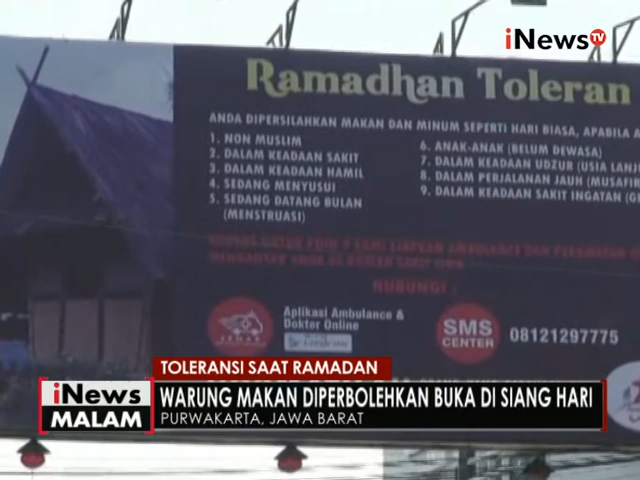 iNews TV
Ramadhan Toleran
ANDA DIPERSILAHKAN MAKAN DAN MINUM SEPERTI HARI BIASA, APABILA
1. NON MUSLIM
2. DALAM KEADAAN SAKIT
3. DALAM KEADAAN HAMIL
4. SEDANG MENYUSUI
5. SEDANG DATANG BULAN
(MENSTRUASI)
6. ANAK-ANAK (BELUM DEWASA)
7. DALAM KEADAAN UDZUR (USIA LANJU
8. DALAM PERJALANAN JAUH (MUSAFIR
9. DALAM KEADAAN SAKIT INGATAN (G
HUBUNGI -
Aplikasi Ambulance &
Dokter Online
SMS
CENTER
08121297775
TOLERANSI SAAT RAMADAN
iNews
MALAM
WARUNG MAKAN DIPERBOLEHKAN BUKA DI SIANG HARI
PURWAKARTA, JAWA BARAT